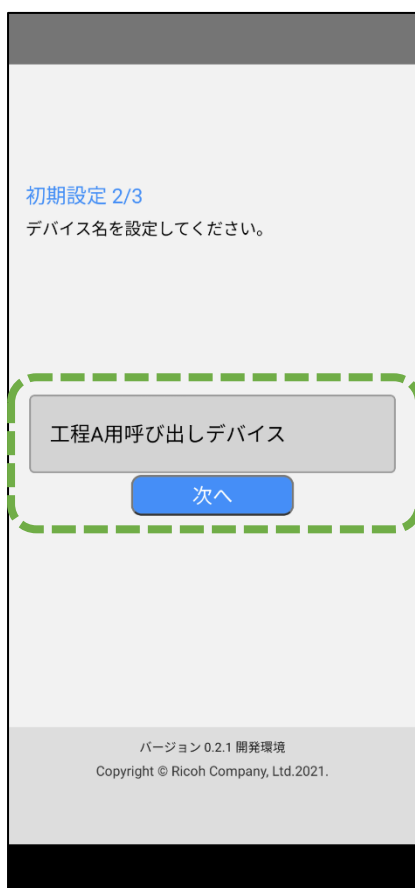 初期設定 2/3
デバイス名を設定してください。
工程A用呼び出しデバイス
次へ
バージョン 0.2.1 開発環境
Copyright © Ricoh Company, Ltd.2021.